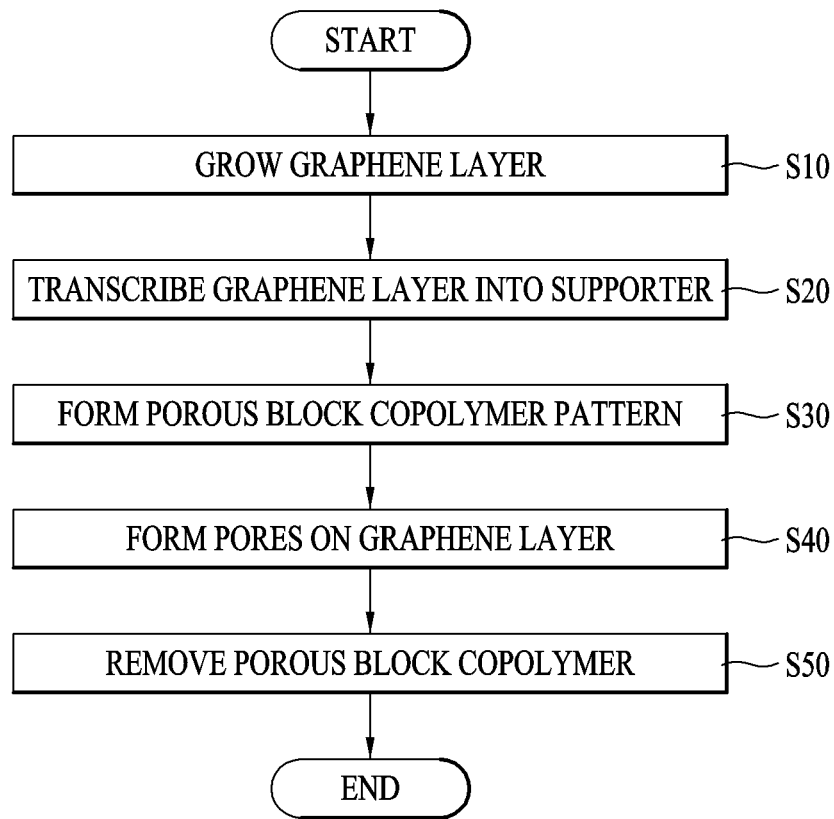 START
GROW GRAPHENE LAYER S10
TRANSCRIBE GRAPHENE LAYER INTO SUPPORTER S20
FORM POROUS BLOCK COPOLYMER PATTERN S30
FORM PORES ON GRAPHENE LAYER S40
REMOVE POROUS BLOCK COPOLYMER S50
END